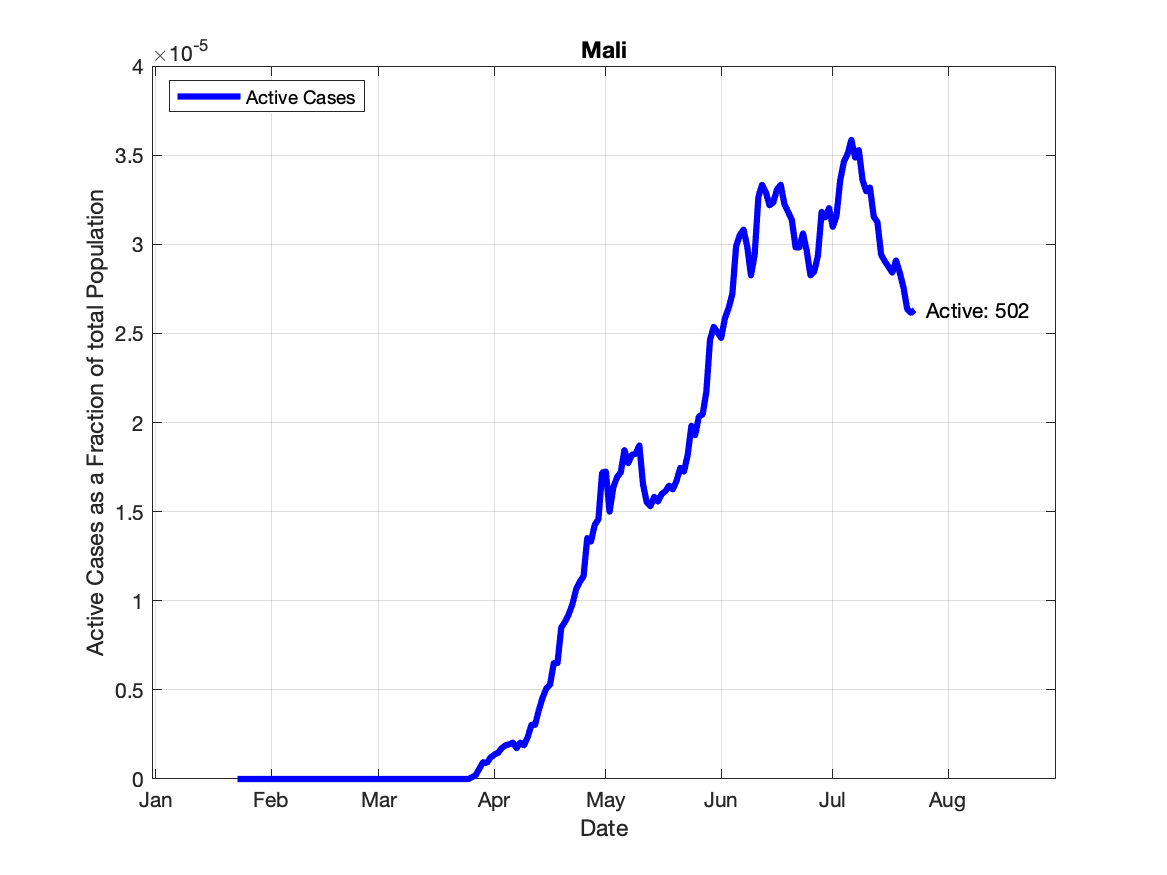 Mali
×10-5
Active Cases
4
3.5
3
2.5
2
1.5
1
0.5
0
Active Cases as a Fraction of total Population
Active: 502
Jan Feb Mar Apr May Jun Jul Aug
Date